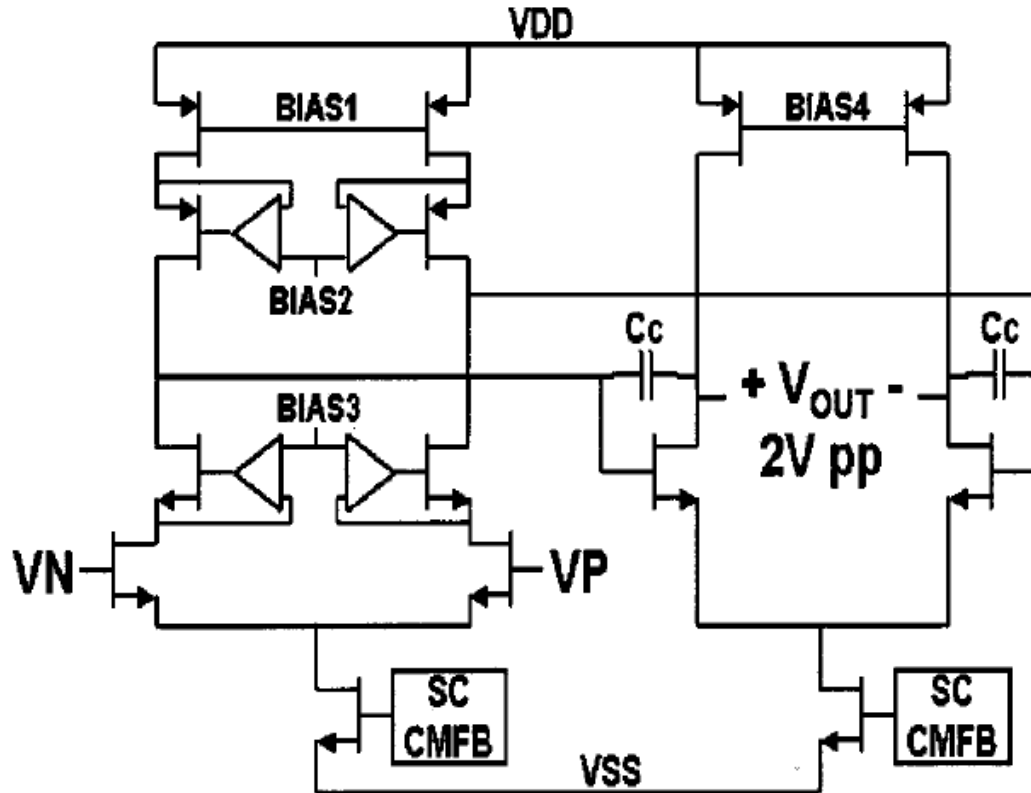 VDD
BIAS1
BIAS4
BIAS2
Cc
Cc
+ VOUT -
2V pp
BIAS3
VN
VP
SC
CMFB
SC
CMFB
VSS